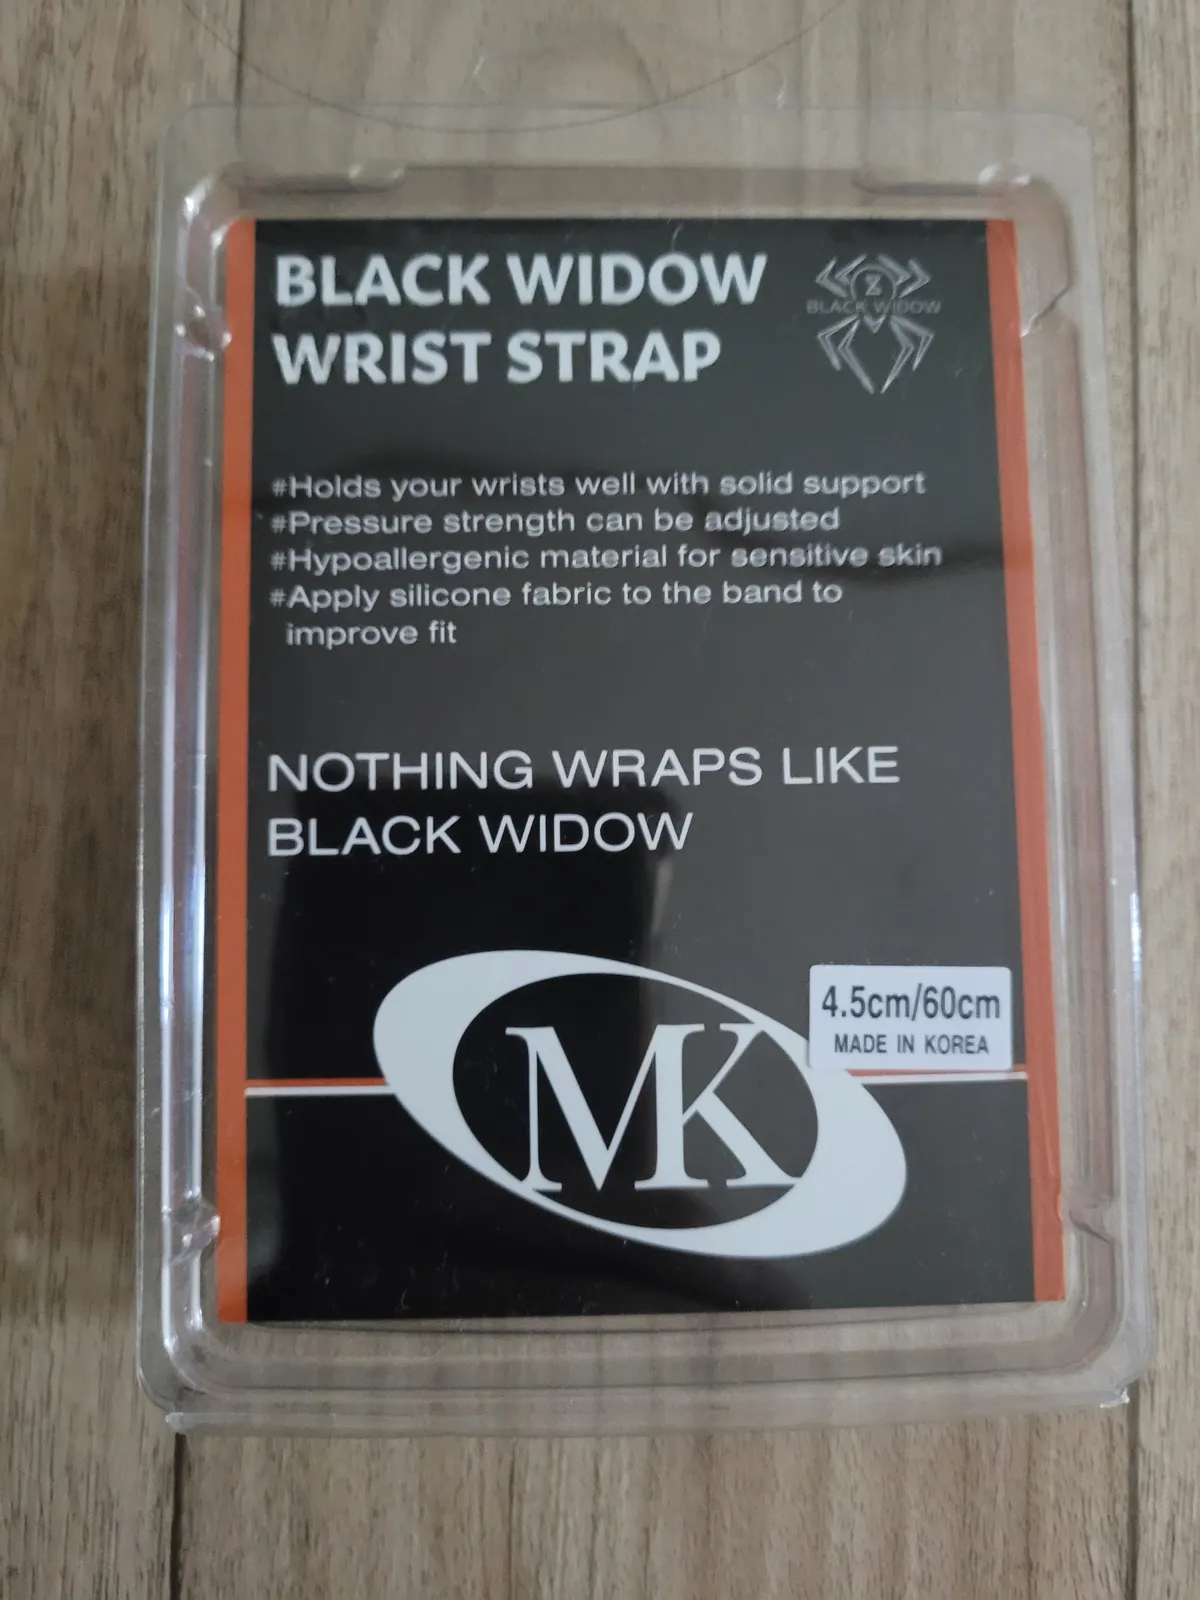 BLACK WIDOW
WRIST STRAP
BLACK WIDOW
#Holds your wrists well with solid support
#Pressure strength can be adjusted
#Hypoallergenic material for sensitive skin
#Apply silicone fabric to the band to
improve fit
NOTHING WRAPS LIKE
BLACK WIDOW
4.5cm/60cm
MADE IN KOREA
MK